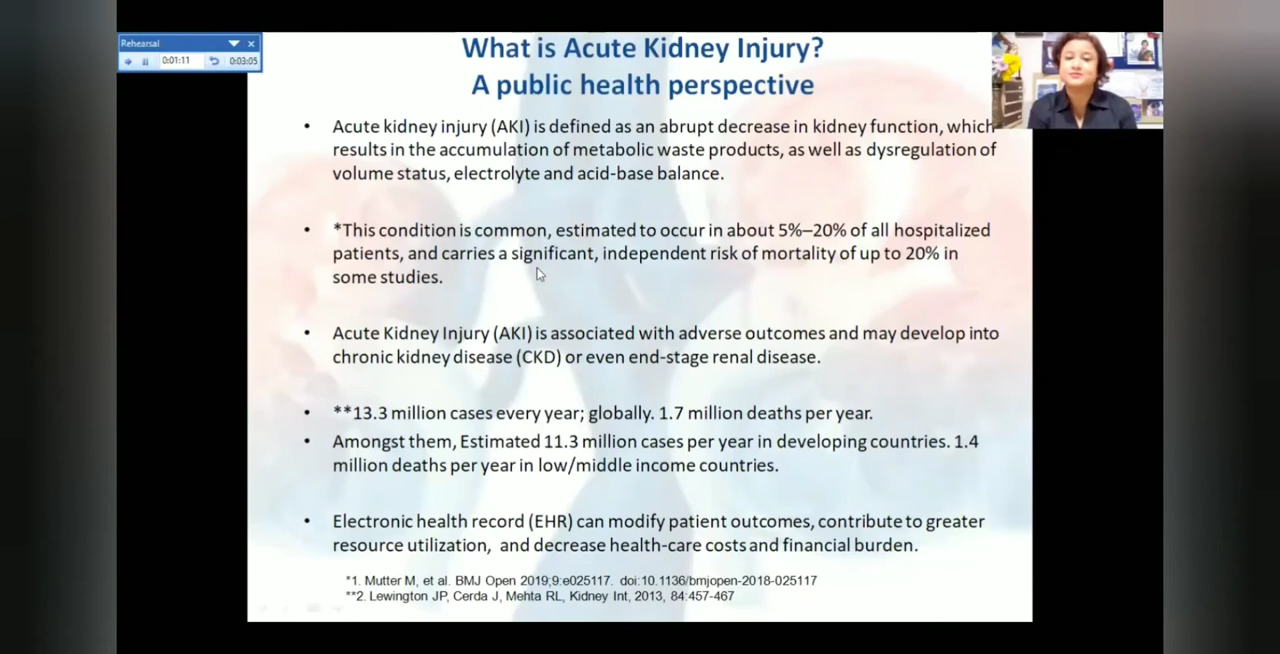 Rehearsal
0:01:11
0:03:05
What is Acute Kidney Injury?
A public health perspective
• Acute kidney injury (AKI) is defined as an abrupt decrease in kidney function, which
results in the accumulation of metabolic waste products, as well as dysregulation of
volume status, electrolyte and acid-base balance.
• *This condition is common, estimated to occur in about 5%–20% of all hospitalized
patients, and carries a significant, independent risk of mortality of up to 20% in
some studies.
• Acute Kidney Injury (AKI) is associated with adverse outcomes and may develop into
chronic kidney disease (CKD) or even end-stage renal disease.
• **13.3 million cases every year; globally. 1.7 million deaths per year.
• Amongst them, Estimated 11.3 million cases per year in developing countries. 1.4
million deaths per year in low/middle income countries.
• Electronic health record (EHR) can modify patient outcomes, contribute to greater
resource utilization, and decrease health-care costs and financial burden.
*1. Mutter M, et al. BMJ Open 2019;9:e025117. doi:10.1136/bmjopen-2018-025117
**2. Lewington JP, Cerda J, Mehta RL, Kidney Int, 2013, 84:457-467